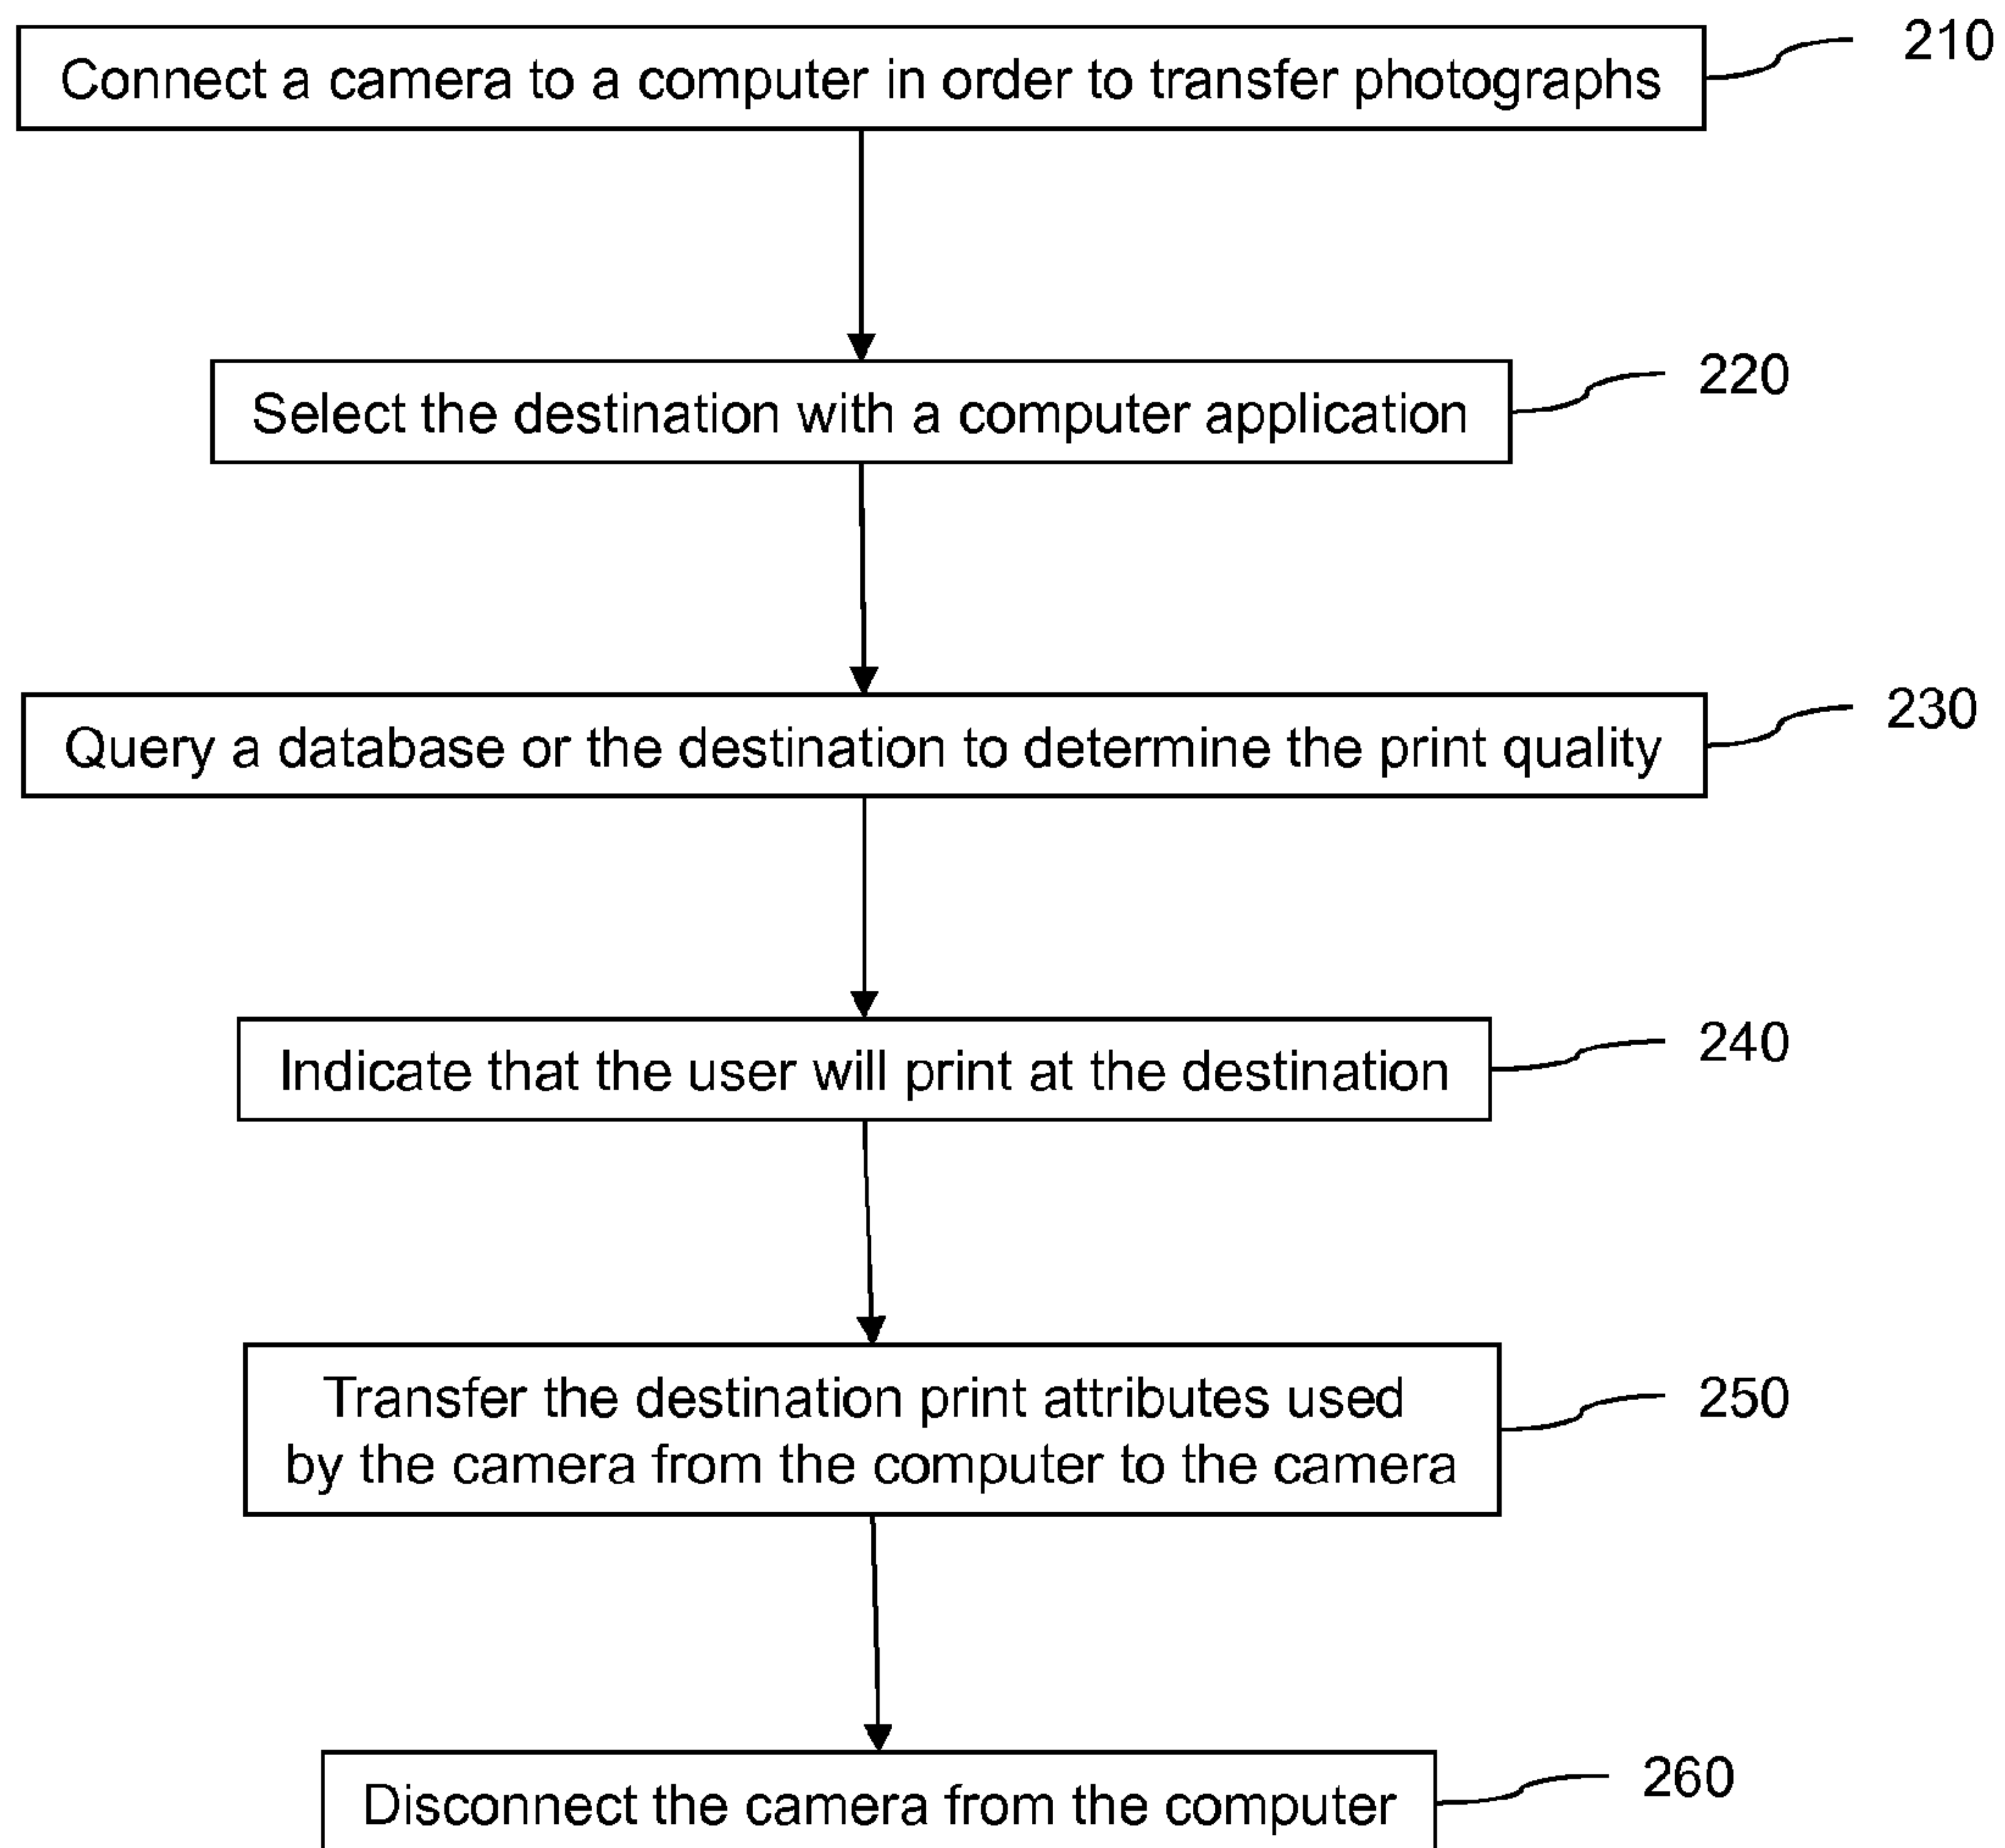 Connect a camera to a computer in order to transfer photographs
210
Select the destination with a computer application
220
Query a database or the destination to determine the print quality
230
Indicate that the user will print at the destination
240
Transfer the destination print attributes used
by the camera from the computer to the camera
250
Disconnect the camera from the computer
260